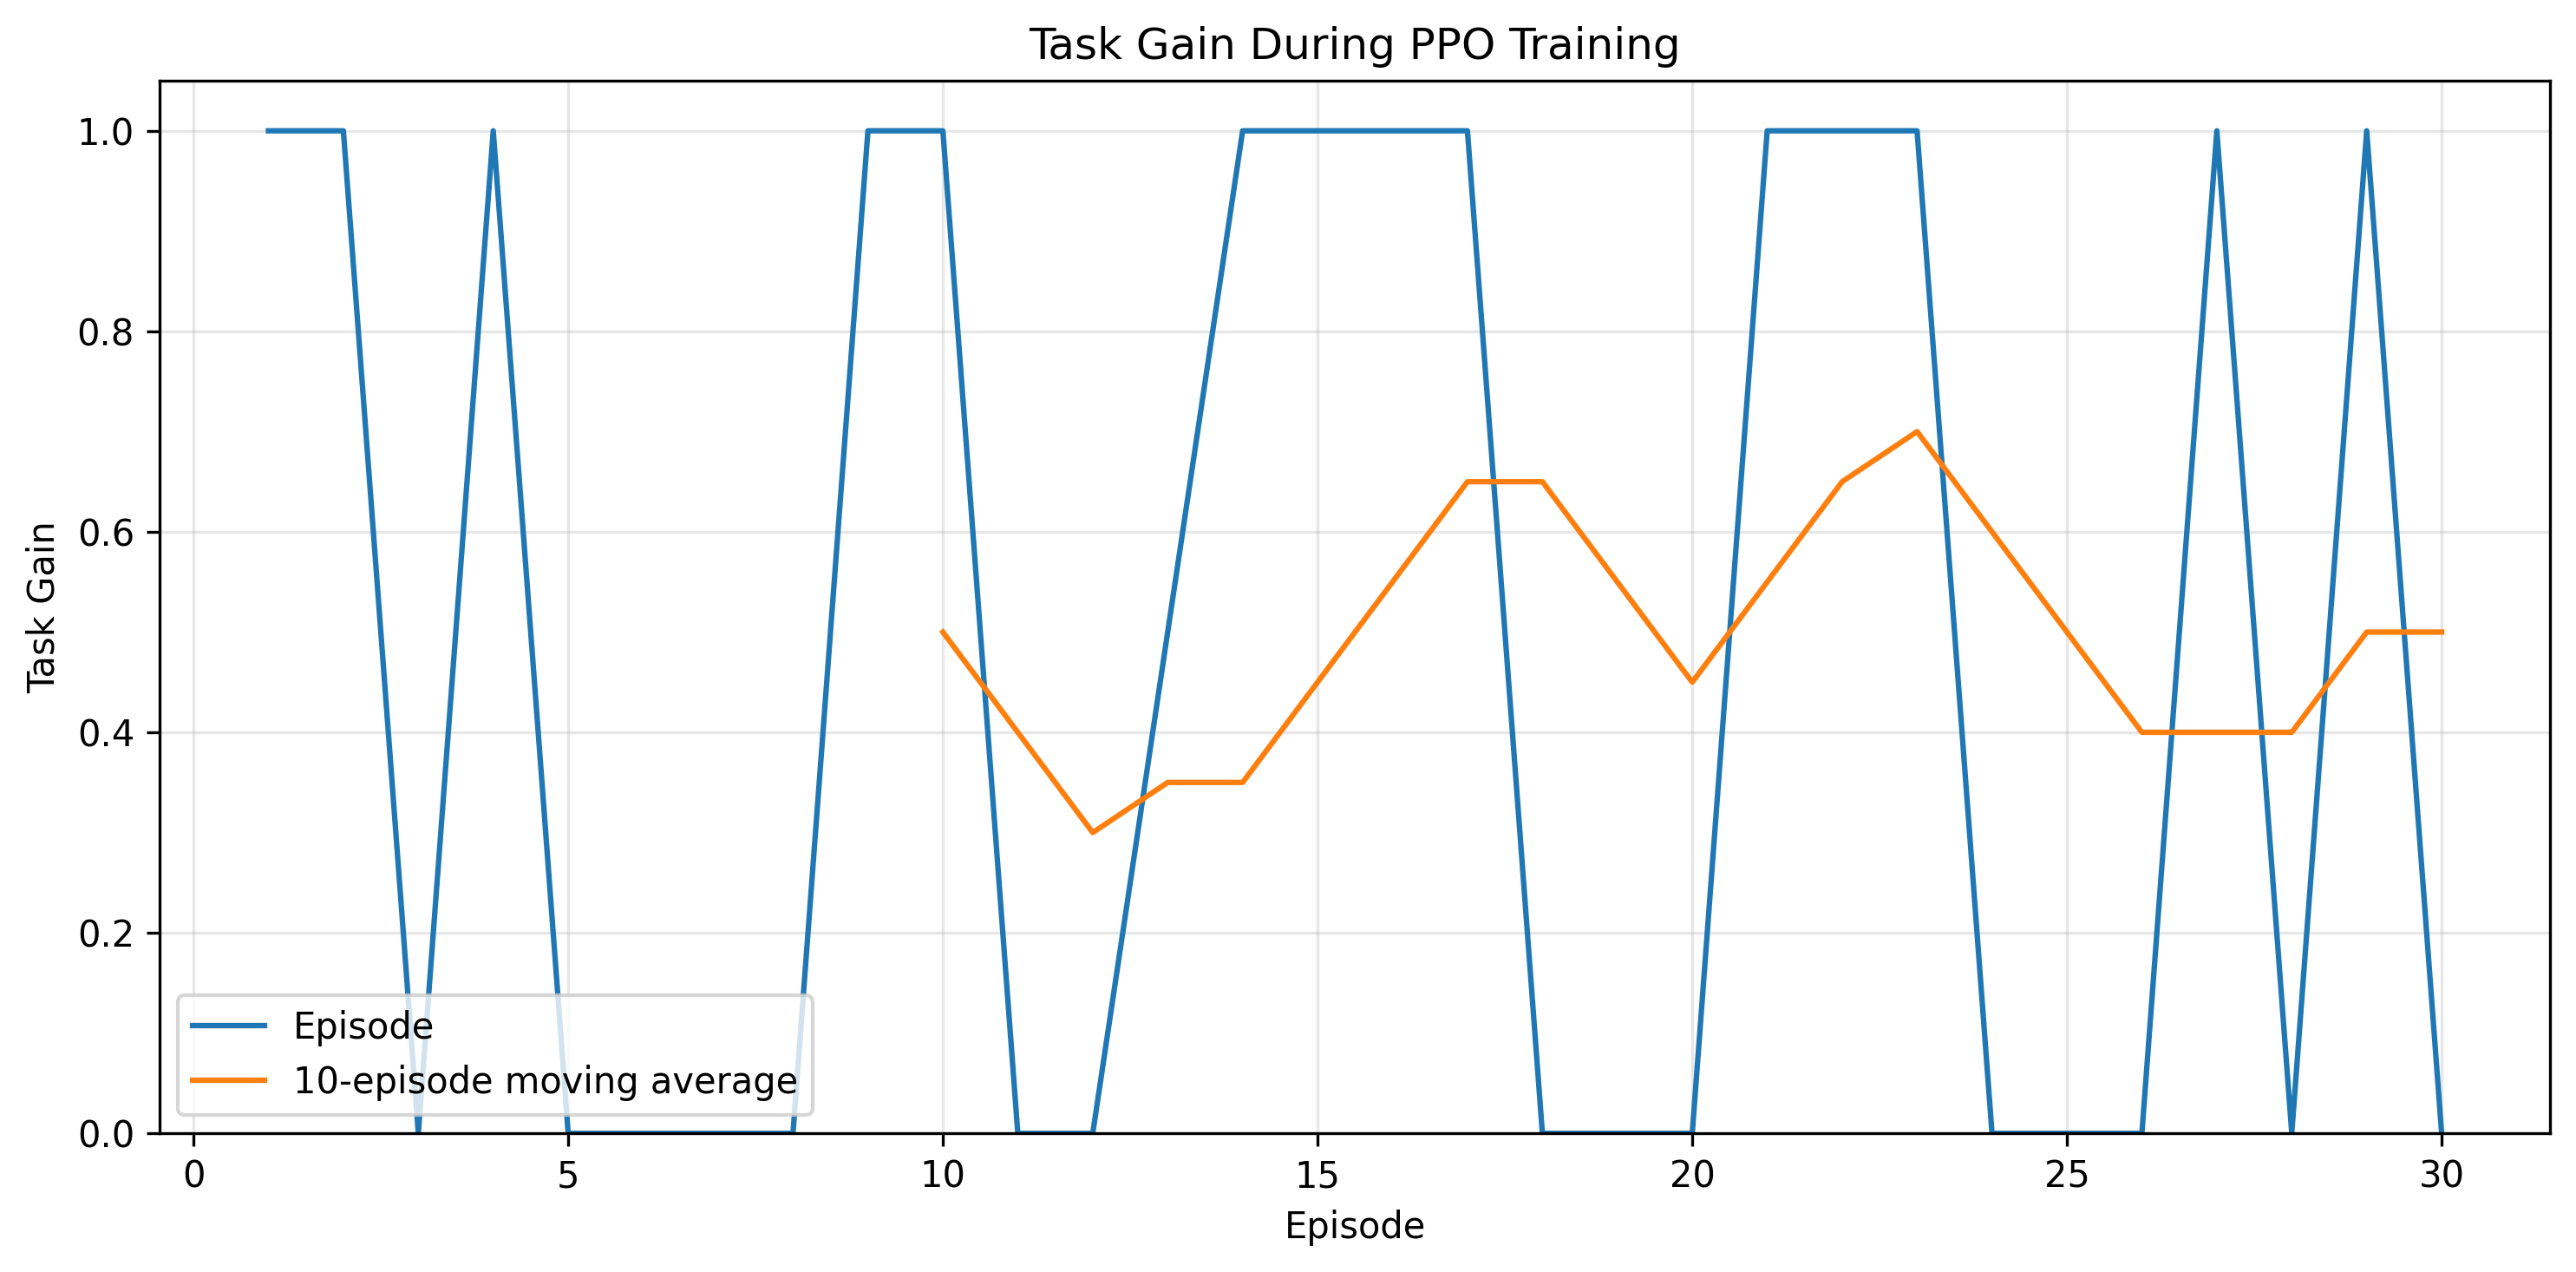 Task Gain During PPO Training
1.0
0.8
0.6
0.4
0.2
0.0
Task Gain
Episode
10-episode moving average
0 5 10 15 20 25 30
Episode